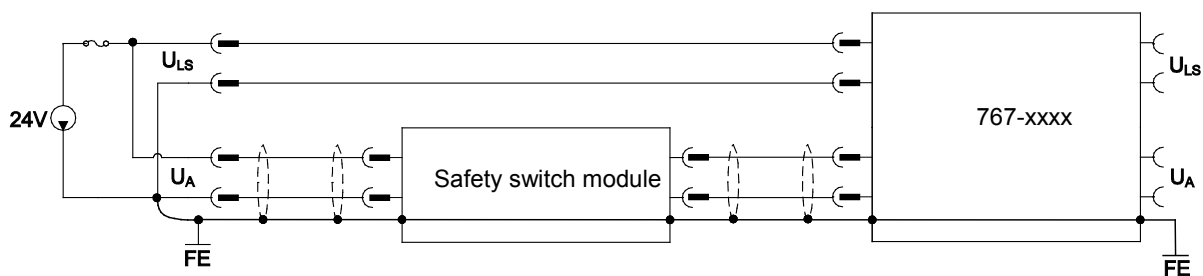 U_LS
24V
U_A
FE
Safety switch module
767-xxxx
U_LS
U_A
FE